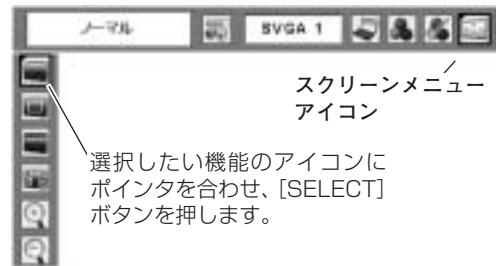 ノーマル
SVGA 1
スクリーンメニュー
アイコン
選択したい機能のアイコンに
ポインタを合わせ、[SELECT]
ボタンを押します。